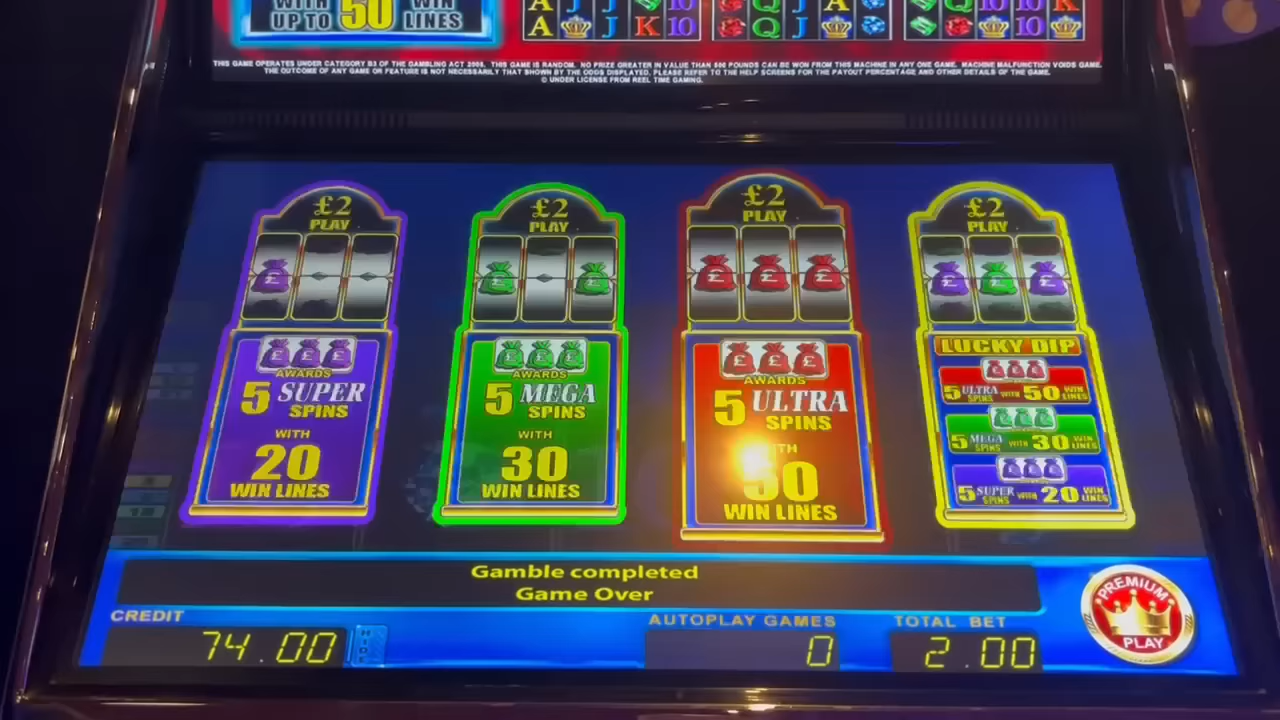 WITH 50 WIN
UP TO LINES
A J J A
A J K 10
Q J A
Q J
10 10 K
THIS GAME OPERATES UNDER CATEGORY B3 OF THE GAMBLING ACT 2005. THIS GAME IS RANDOM. NO PRIZE GREATER IN VALUE THAN 500 POUNDS CAN BE WON FROM THIS MACHINE IN ANY ONE GAME. MACHINE MALFUNCTION VOIDS GAME.
THE OUTCOME OF ANY GAME OR FEATURE IS NOT NECESSARILY THAT SHOWN BY THE ODDS DISPLAYED. PLEASE REFER TO THE HELP SCREENS FOR THE PAYOUT PERCENTAGE AND OTHER DETAILS OF THE GAME.
© UNDER LICENSE FROM REEL TIME GAMING.
£2
PLAY
£
£ £ £
AWARDS
5 SUPER
SPINS
WITH
20
WIN LINES
£2
PLAY
£ £
£ £ £
AWARDS
5 MEGA
SPINS
WITH
30
WIN LINES
£2
PLAY
£ £ £
£ £ £
AWARDS
5 ULTRA
SPINS
WITH
50
WIN LINES
£2
PLAY
£ £ £
LUCKY DIP
5 ULTRA SPINS WITH 50 WIN LINES
5 MEGA SPINS WITH 30 WIN LINES
5 SUPER SPINS WITH 20 WIN LINES
Gamble completed
Game Over
CREDIT
74.00
HIDE
AUTOPLAY GAMES
0
TOTAL BET
2.00
PREMIUM
PLAY